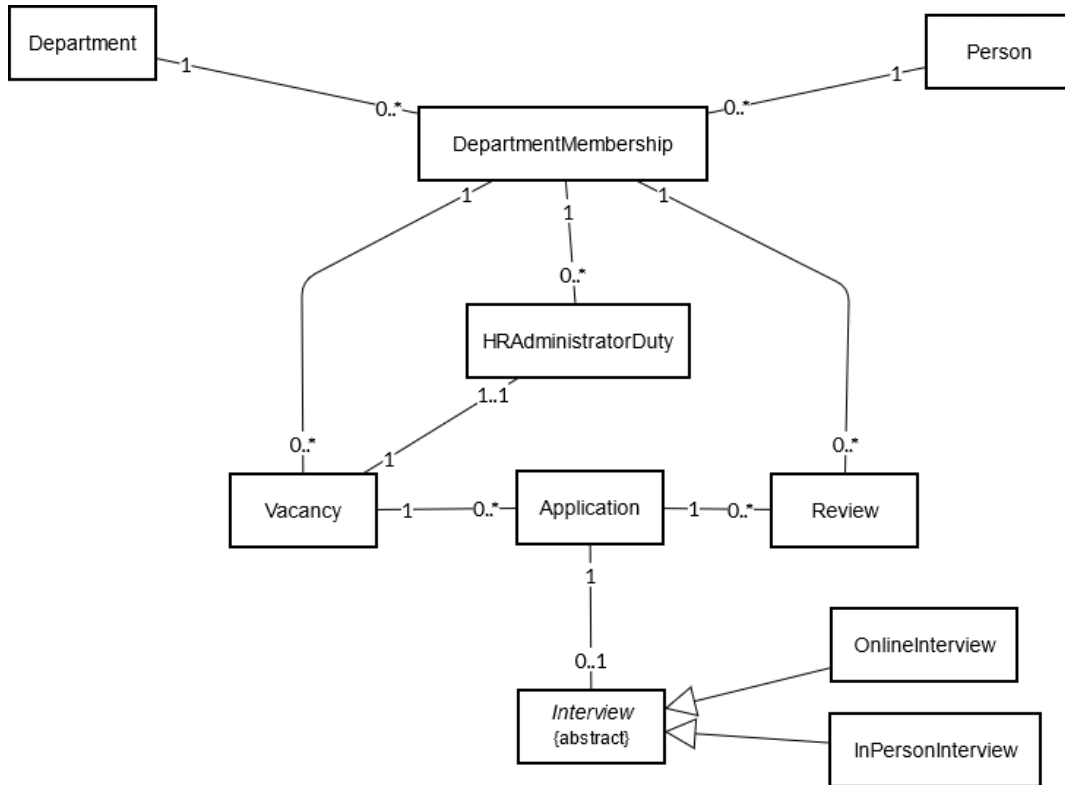 Department
Person
1
1
0..*
0..*
DepartmentMembership
1
1
1
0..*
HRAdministratorDuty
1..1
0..*
0..*
1
Vacancy
1
0..*
Application
1
0..*
Review
1
0..1
OnlineInterview
Interview
{abstract}
InPersonInterview